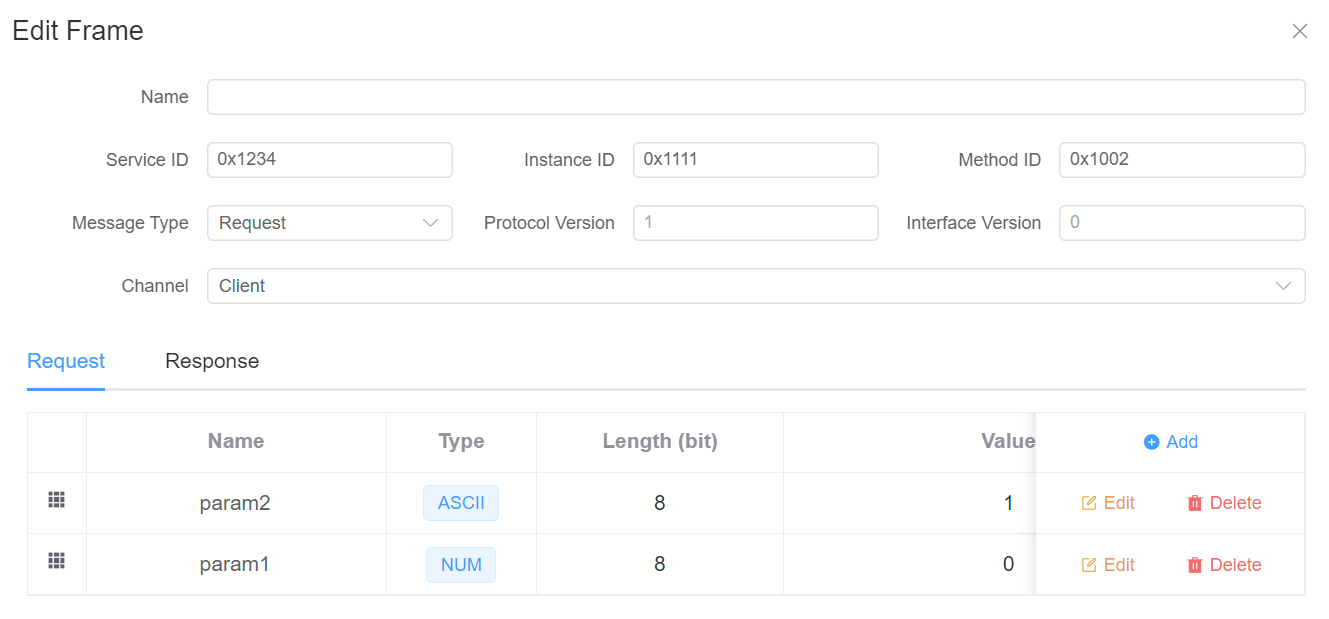 Edit Frame
Name
Service ID 0x1234 Instance ID 0x1111 Method ID 0x1002
Message Type Request Protocol Version 1 Interface Version 0
Channel Client
Request Response
Name Type Length (bit) Value Add
param2 ASCII 8 1 Edit Delete
param1 NUM 8 0 Edit Delete